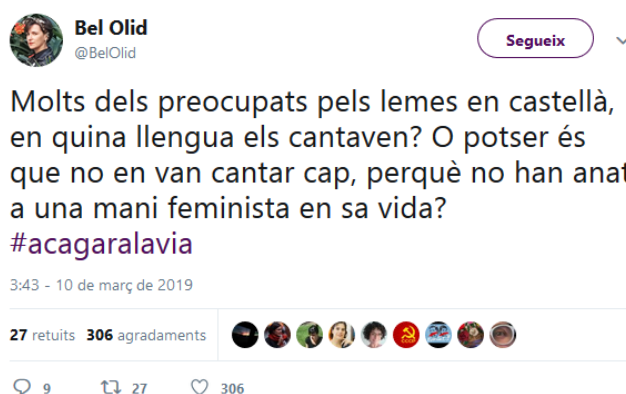 Bel Olid
@BelOlid
Segueix
Molts dels preocupats pels lemes en castellà,
en quina llengua els cantaven? O potser és
que no en van cantar cap, perquè no han anat
a una mani feminista en sa vida?
#acagaralavia
3:43 - 10 de març de 2019
27 retuits 306 agradaments
9 27 306